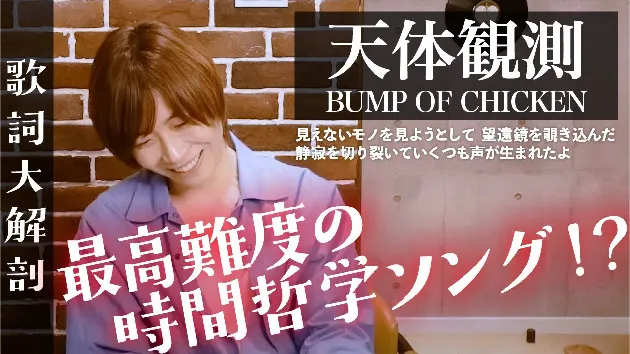 歌詞大解剖
天体観測
BUMP OF CHICKEN
見えないモノを見ようとして 望遠鏡を覗き込んだ
静寂を切り裂いていくつも声が生まれたよ
最高難度の
時間哲学ソング!?